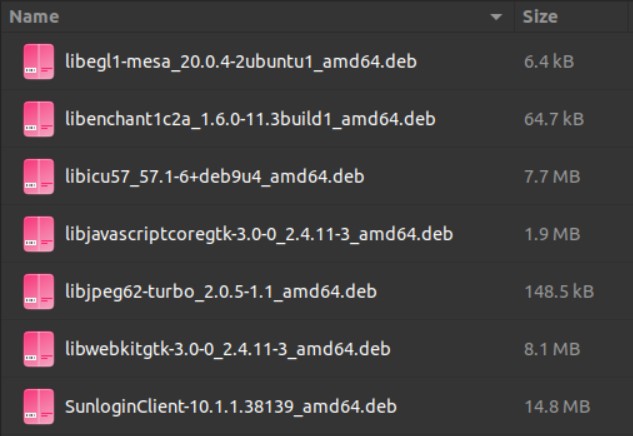 Name Size
libegl1-mesa_20.0.4-2ubuntu1_amd64.deb 6.4 kB
libenchant1c2a_1.6.0-11.3build1_amd64.deb 64.7 kB
libicu57_57.1-6+deb9u4_amd64.deb 7.7 MB
libjavascriptcoregtk-3.0-0_2.4.11-3_amd64.deb 1.9 MB
libjpeg62-turbo_2.0.5-1.1_amd64.deb 148.5 kB
libwebkitgtk-3.0-0_2.4.11-3_amd64.deb 8.1 MB
SunloginClient-10.1.1.38139_amd64.deb 14.8 MB